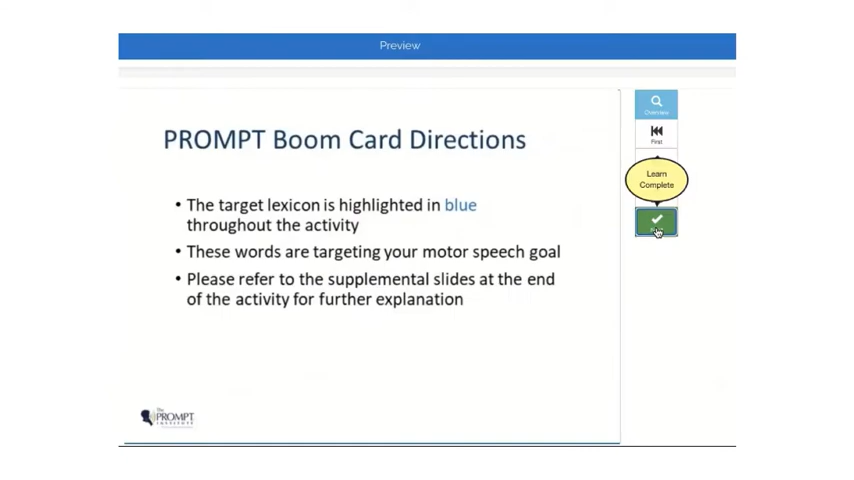 Preview
PROMPT Boom Card Directions
• The target lexicon is highlighted in blue
throughout the activity
• These words are targeting your motor speech goal
• Please refer to the supplemental slides at the end
of the activity for further explanation
Overview
First
Learn
Complete
The
PROMPT
INSTITUTE